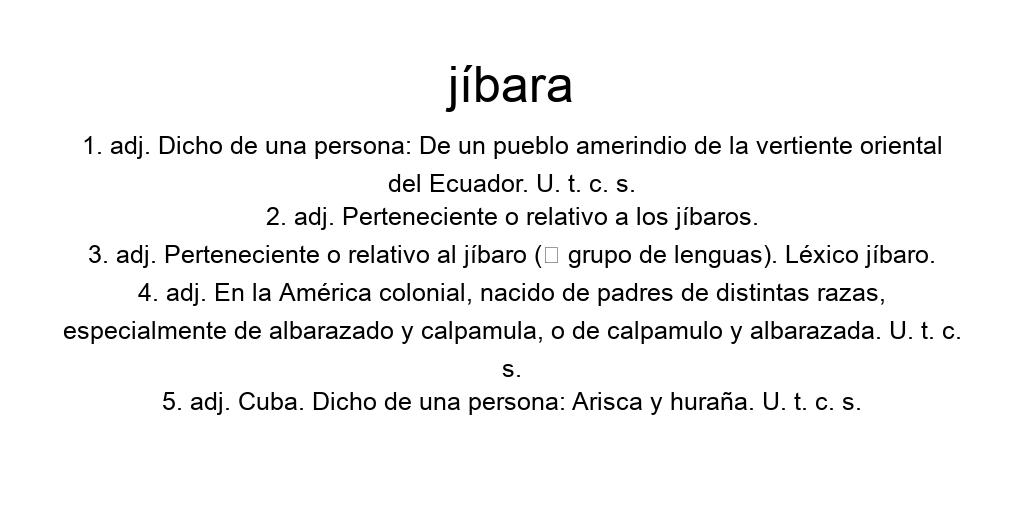 jíbara
1. adj. Dicho de una persona: De un pueblo amerindio de la vertiente oriental
del Ecuador. U. t. c. s.
2. adj. Perteneciente o relativo a los jíbaros.
3. adj. Perteneciente o relativo al jíbaro (□ grupo de lenguas). Léxico jíbaro.
4. adj. En la América colonial, nacido de padres de distintas razas,
especialmente de albarazado y calpamula, o de calpamulo y albarazada. U. t. c.
s.
5. adj. Cuba. Dicho de una persona: Arisca y huraña. U. t. c. s.